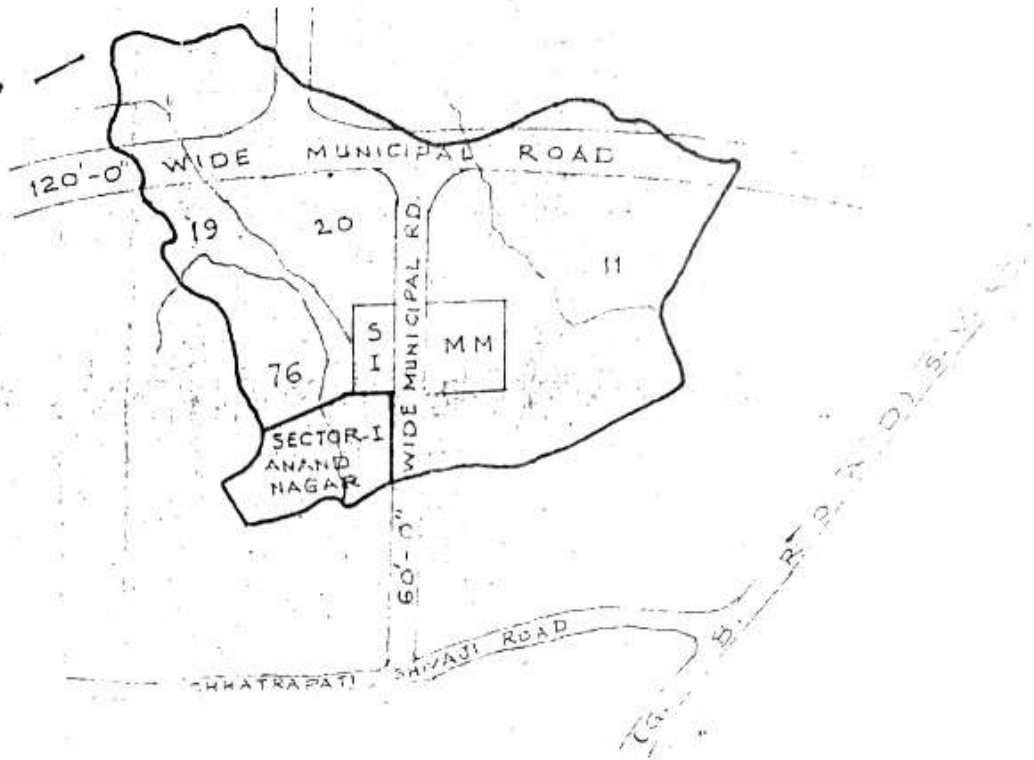 120'-0" WIDE MUNICIPAL ROAD
19
20
11
60'-0" WIDE MUNICIPAL RD.
S
I
MM
76
SECTOR-I
ANAND
NAGAR
CHHATRAPATI SHIVAJI ROAD